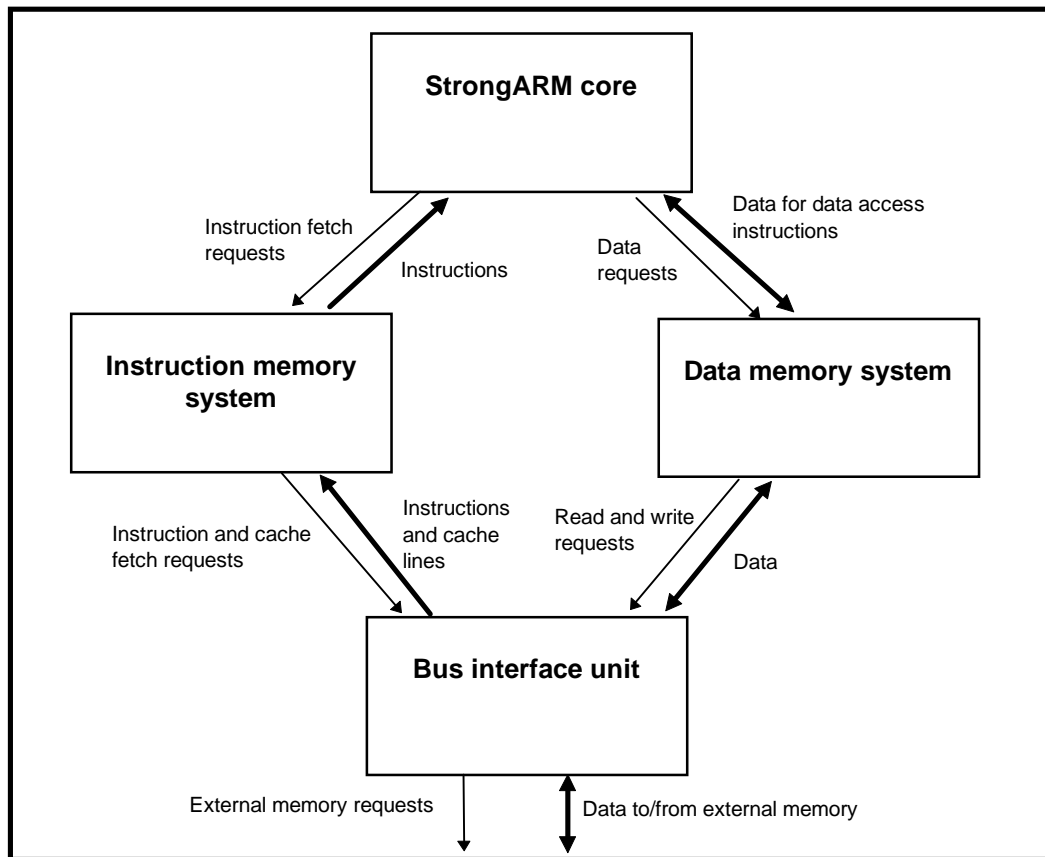 StrongARM core
Instruction fetch
requests
Instructions
Data
requests
Data for data access
instructions
Instruction memory
system
Data memory system
Instruction and cache
fetch requests
Instructions
and cache
lines
Read and write
requests
Data
Bus interface unit
External memory requests
Data to/from external memory